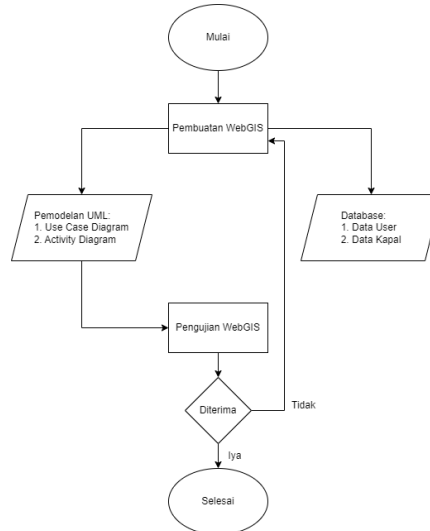 Mulai
Pembuatan WebGIS
Pemodelan UML:
1. Use Case Diagram
2. Activity Diagram
Database:
1. Data User
2. Data Kapal
Pengujian WebGIS
Diterima
Tidak
Iya
Selesai